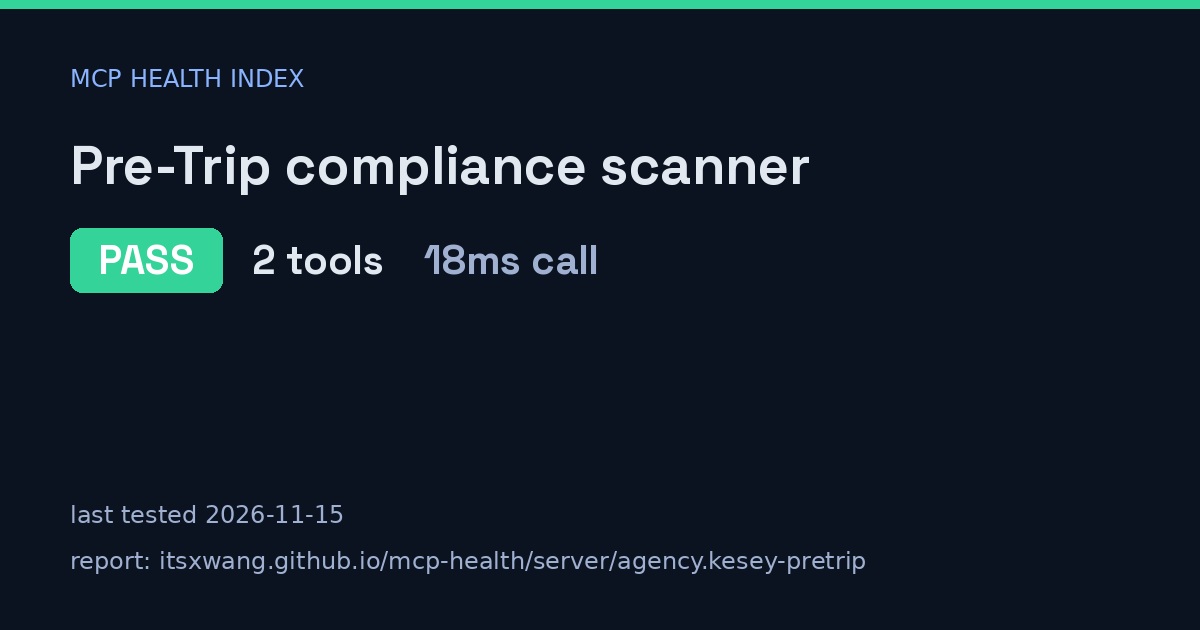 MCP HEALTH INDEX
Pre-Trip compliance scanner
PASS 2 tools 18ms call
last tested 2026-11-15
report: itsxwang.github.io/mcp-health/server/agency.kesey-pretrip